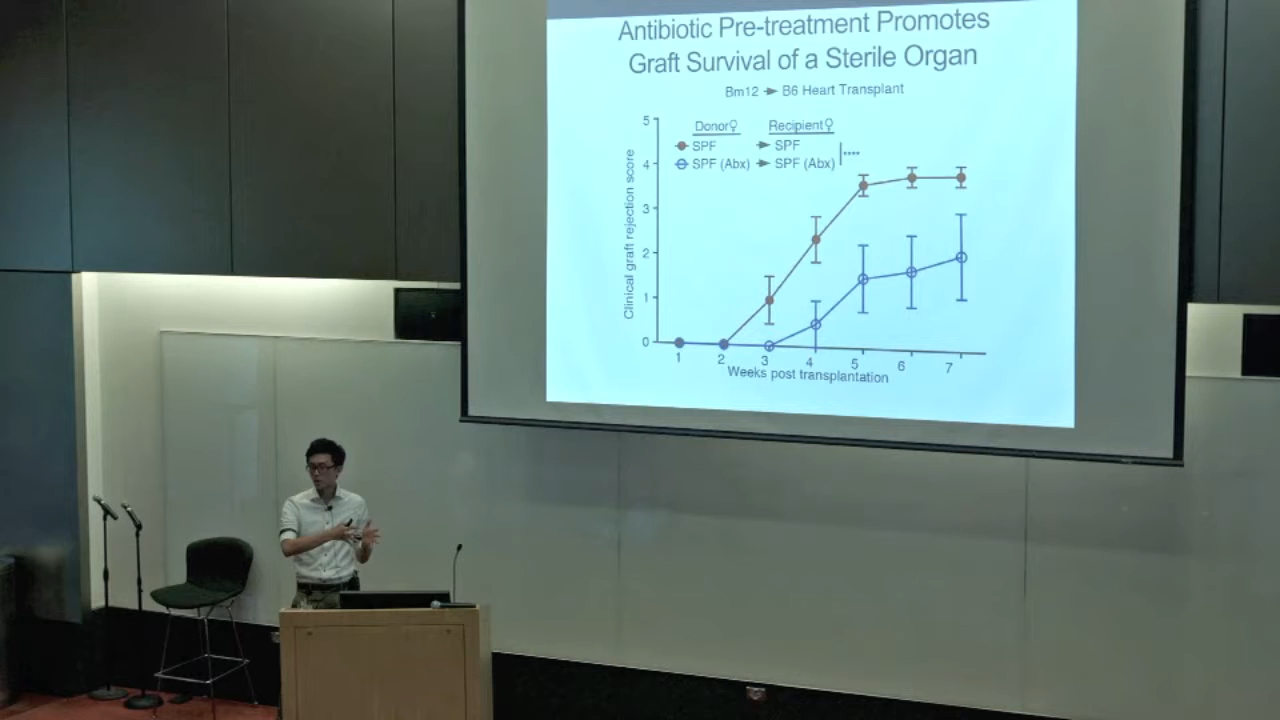 Antibiotic Pre-treatment Promotes
Graft Survival of a Sterile Organ
Bm12 → B6 Heart Transplant
Donor♀ Recipient♀
SPF → SPF
SPF (Abx) → SPF (Abx)
****
Clinical graft rejection score
5
4
3
2
1
0
1 2 3 4 5 6 7
Weeks post transplantation